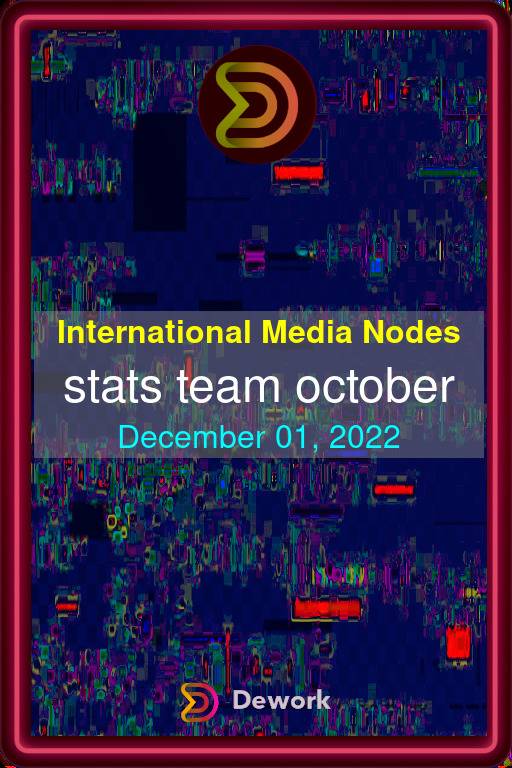 International Media Nodes
stats team october
December 01, 2022
Dework